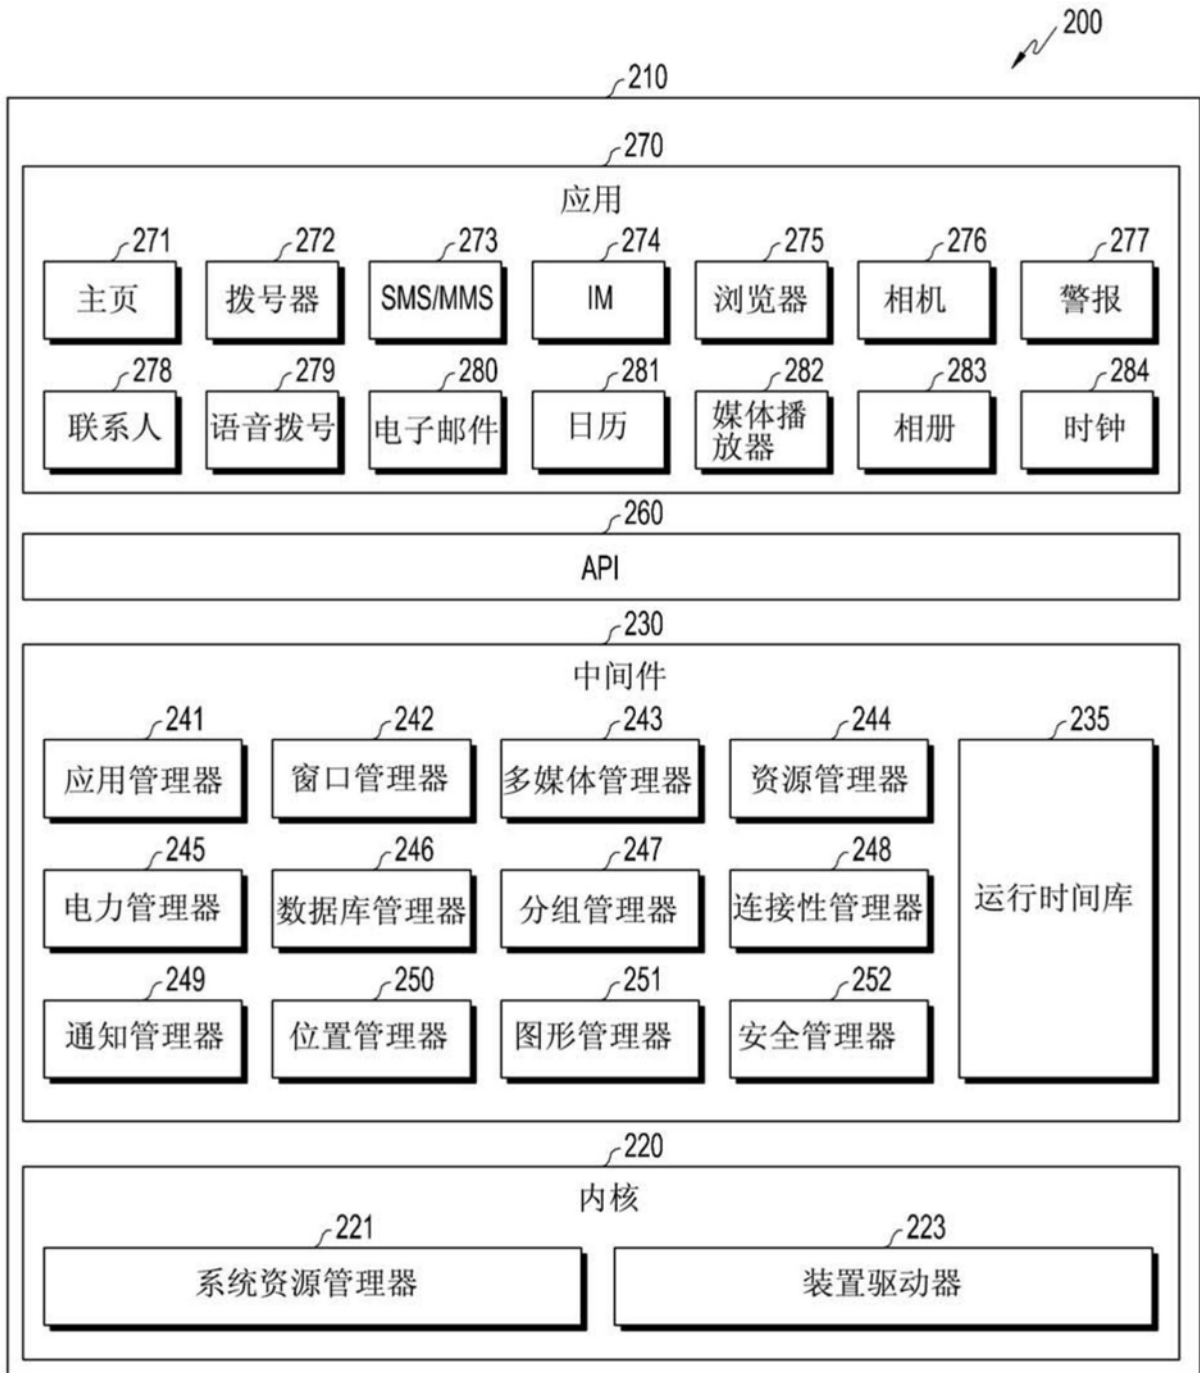 200
210
270
应用
271 272 273 274 275 276 277
主页 拨号器 SMS/MMS IM 浏览器 相机 警报
278 279 280 281 282 283 284
联系人 语音拨号 电子邮件 日历 媒体播 相册 时钟
放器
260
API
230
中间件
241 242 243 244 235
应用管理器 窗口管理器 多媒体管理器 资源管理器
245 246 247 248
电力管理器 数据库管理器 分组管理器 连接性管理器 运行时间库
249 250 251 252
通知管理器 位置管理器 图形管理器 安全管理器
220
内核
221 223
系统资源管理器 装置驱动器